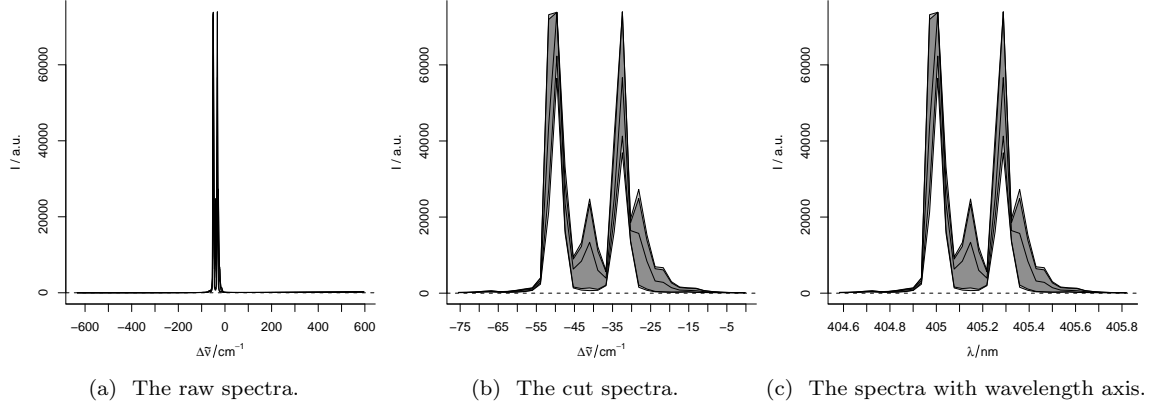 I / a.u.
60000
40000
20000
0
−600 −400 −200 0 200 400 600
Δν̃/cm⁻¹
(a) The raw spectra.
I / a.u.
60000
40000
20000
0
−75 −65 −55 −45 −35 −25 −15 −5
Δν̃/cm⁻¹
(b) The cut spectra.
I / a.u.
60000
40000
20000
0
404.6 404.8 405 405.2 405.4 405.6 405.8
λ/nm
(c) The spectra with wavelength axis.